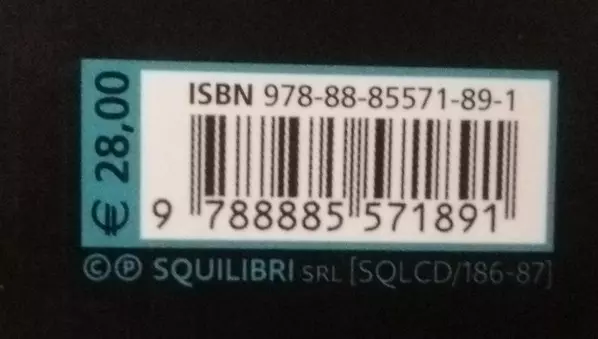 € 28,00
ISBN 978-88-85571-89-1
9 788885 571891
©℗ SQUILIBRI SRL [SQLCD/186-87]